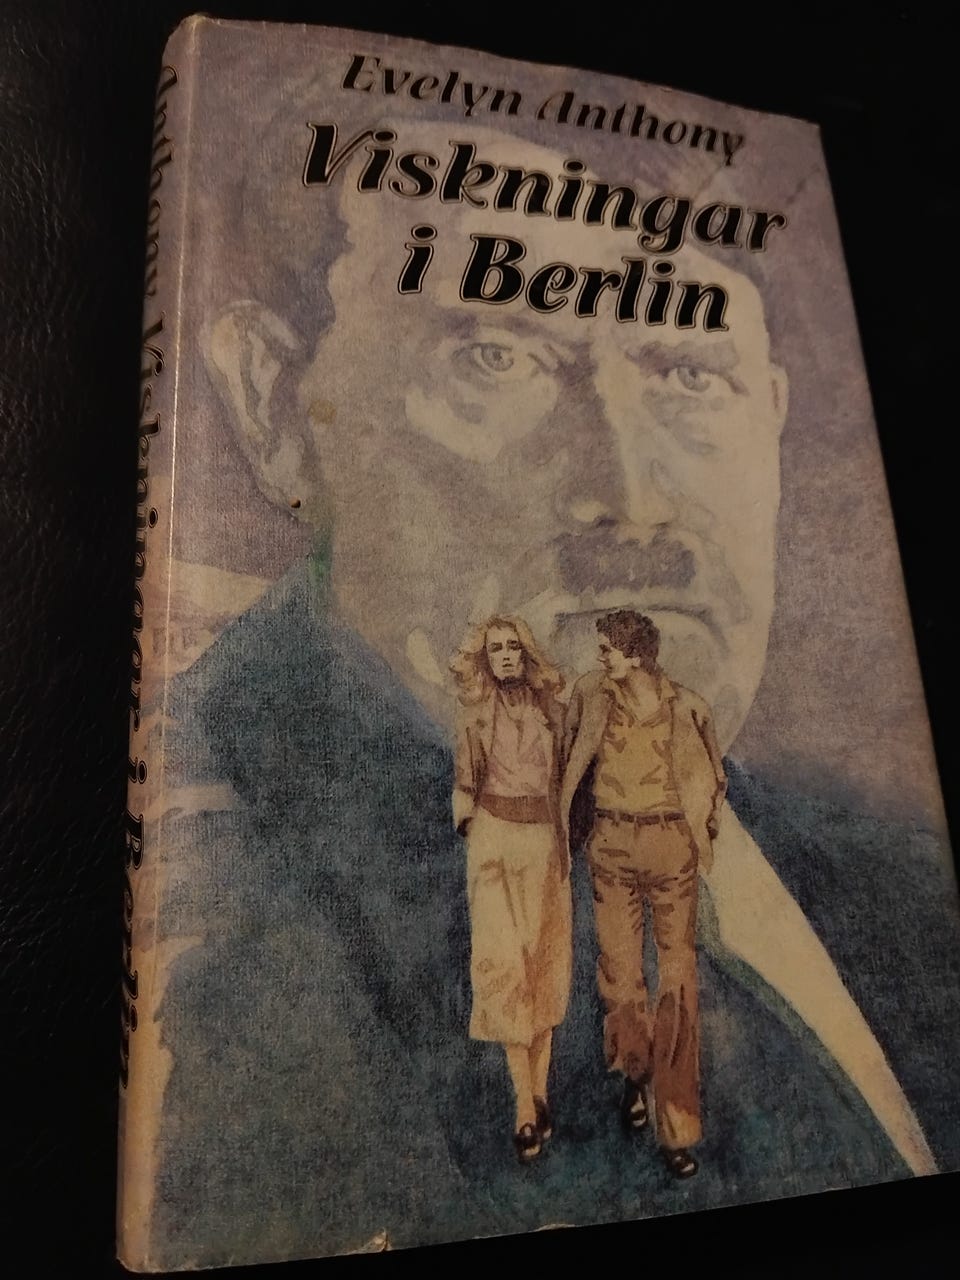 Evelyn Anthony
Viskningar
i Berlin
Anthony Viskningar i Berlin